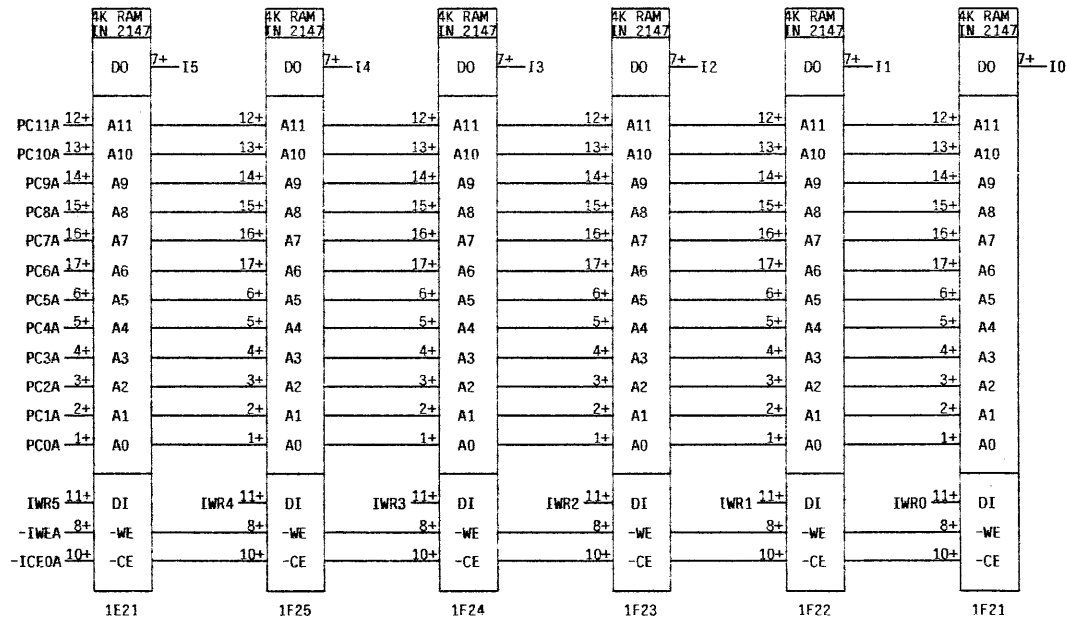 4K RAM 4K RAM 4K RAM 4K RAM 4K RAM 4K RAM
IN 2147 IN 2147 IN 2147 IN 2147 IN 2147 IN 2147
DO 7+ I5 DO 7+ I4 DO 7+ I3 DO 7+ I2 DO 7+ I1 DO 7+ I0
PC11A 12+ A11 12+ A11 12+ A11 12+ A11 12+ A11 12+ A11
PC10A 13+ A10 13+ A10 13+ A10 13+ A10 13+ A10 13+ A10
PC9A 14+ A9 14+ A9 14+ A9 14+ A9 14+ A9 14+ A9
PC8A 15+ A8 15+ A8 15+ A8 15+ A8 15+ A8 15+ A8
PC7A 16+ A7 16+ A7 16+ A7 16+ A7 16+ A7 16+ A7
PC6A 17+ A6 17+ A6 17+ A6 17+ A6 17+ A6 17+ A6
PC5A 6+ A5 6+ A5 6+ A5 6+ A5 6+ A5 6+ A5
PC4A 5+ A4 5+ A4 5+ A4 5+ A4 5+ A4 5+ A4
PC3A 4+ A3 4+ A3 4+ A3 4+ A3 4+ A3 4+ A3
PC2A 3+ A2 3+ A2 3+ A2 3+ A2 3+ A2 3+ A2
PC1A 2+ A1 2+ A1 2+ A1 2+ A1 2+ A1 2+ A1
PC0A 1+ A0 1+ A0 1+ A0 1+ A0 1+ A0 1+ A0
IWR5 11+ DI IWR4 11+ DI IWR3 11+ DI IWR2 11+ DI IWR1 11+ DI IWR0 11+ DI
-IWEA 8+ -WE 8+ -WE 8+ -WE 8+ -WE 8+ -WE 8+ -WE
-ICE0A 10+ -CE 10+ -CE 10+ -CE 10+ -CE 10+ -CE 10+ -CE
1E21 1F25 1F24 1F23 1F22 1F21